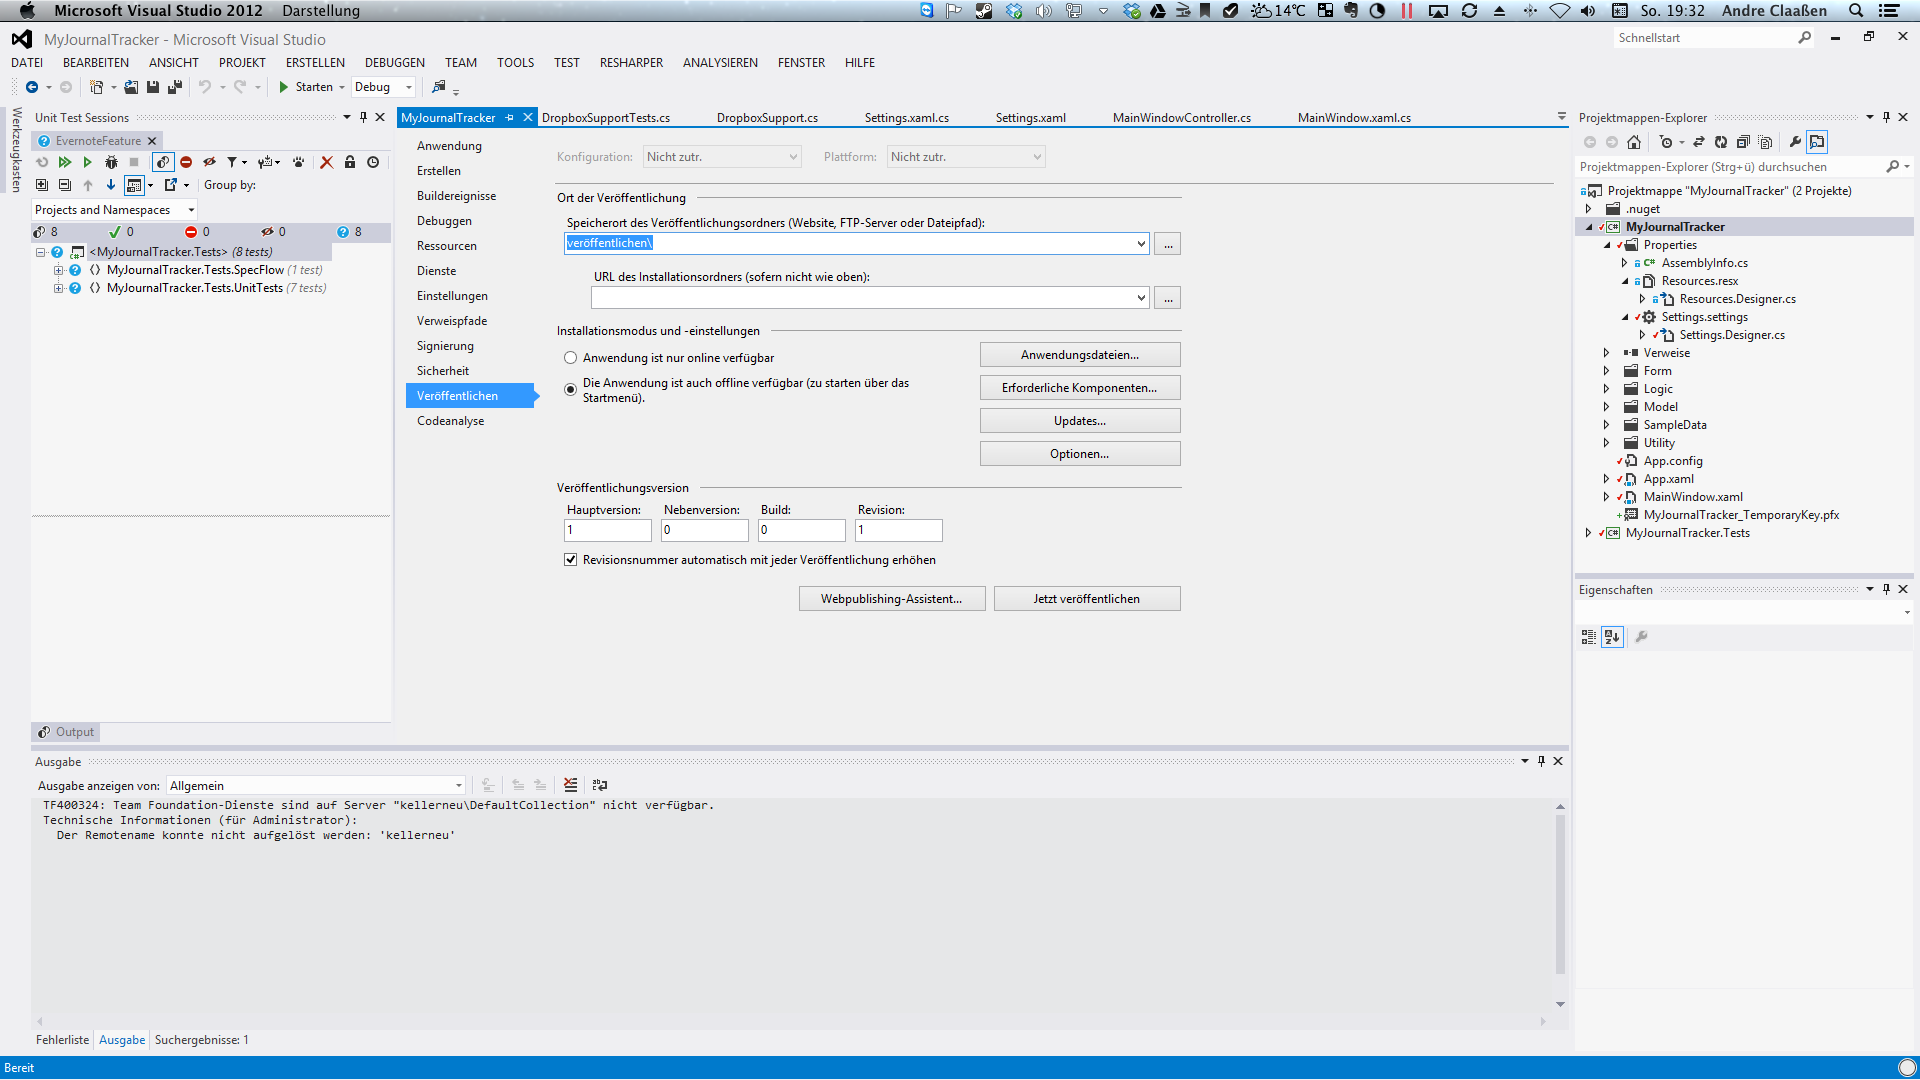 Microsoft Visual Studio 2012 Darstellung
14°C So. 19:32 Andre Claaßen
MyJournalTracker - Microsoft Visual Studio
Schnellstart
DATEI BEARBEITEN ANSICHT PROJEKT ERSTELLEN DEBUGGEN TEAM TOOLS TEST RESHARPER ANALYSIEREN FENSTER HILFE
Starten Debug
Werkzeugkasten
Unit Test Sessions
EvernoteFeature
Group by:
Projects and Namespaces
8 0 0 0 8
<MyJournalTracker.Tests> (8 tests)
MyJournalTracker.Tests.SpecFlow (1 test)
MyJournalTracker.Tests.UnitTests (7 tests)
Output
MyJournalTracker DropboxSupportTests.cs DropboxSupport.cs Settings.xaml.cs Settings.xaml MainWindowController.cs MainWindow.xaml.cs
Anwendung
Erstellen
Buildereignisse
Debuggen
Ressourcen
Dienste
Einstellungen
Verweispfade
Signierung
Sicherheit
Veröffentlichen
Codeanalyse
Konfiguration: Nicht zutr. Plattform: Nicht zutr.
Ort der Veröffentlichung
Speicherort des Veröffentlichungsordners (Website, FTP-Server oder Dateipfad):
veröffentlichen\
...
URL des Installationsordners (sofern nicht wie oben):
...
Installationsmodus und -einstellungen
Anwendung ist nur online verfügbar
Die Anwendung ist auch offline verfügbar (zu starten über das
Startmenü).
Anwendungsdateien...
Erforderliche Komponenten...
Updates...
Optionen...
Veröffentlichungsversion
Hauptversion: Nebenversion: Build: Revision:
1 0 0 1
Revisionsnummer automatisch mit jeder Veröffentlichung erhöhen
Webpublishing-Assistent... Jetzt veröffentlichen
Projektmappen-Explorer
Projektmappen-Explorer (Strg+ü) durchsuchen
Projektmappe "MyJournalTracker" (2 Projekte)
.nuget
MyJournalTracker
Properties
AssemblyInfo.cs
Resources.resx
Resources.Designer.cs
Settings.settings
Settings.Designer.cs
Verweise
Form
Logic
Model
SampleData
Utility
App.config
App.xaml
MainWindow.xaml
MyJournalTracker_TemporaryKey.pfx
MyJournalTracker.Tests
Eigenschaften
Ausgabe
Ausgabe anzeigen von: Allgemein
TF400324: Team Foundation-Dienste sind auf Server "kellerneu\DefaultCollection" nicht verfügbar.
Technische Informationen (für Administrator):
Der Remotename konnte nicht aufgelöst werden: 'kellerneu'
Fehlerliste Ausgabe Suchergebnisse: 1
Bereit